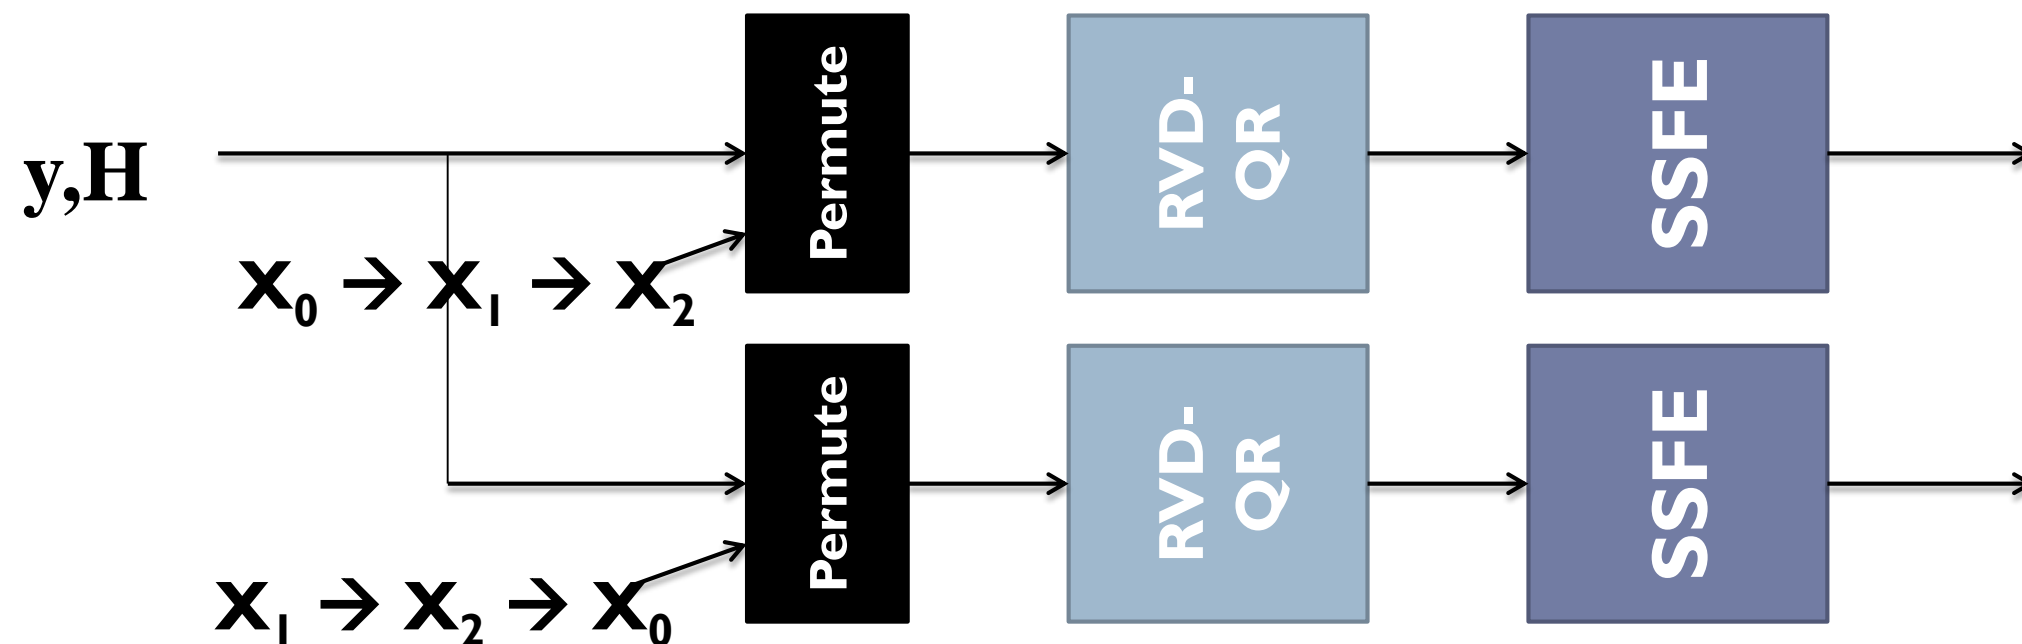 y,H
Permute
RVD-
QR
SSFE
x₀ → x₁ → x₂
Permute
RVD-
QR
SSFE
x₁ → x₂ → x₀